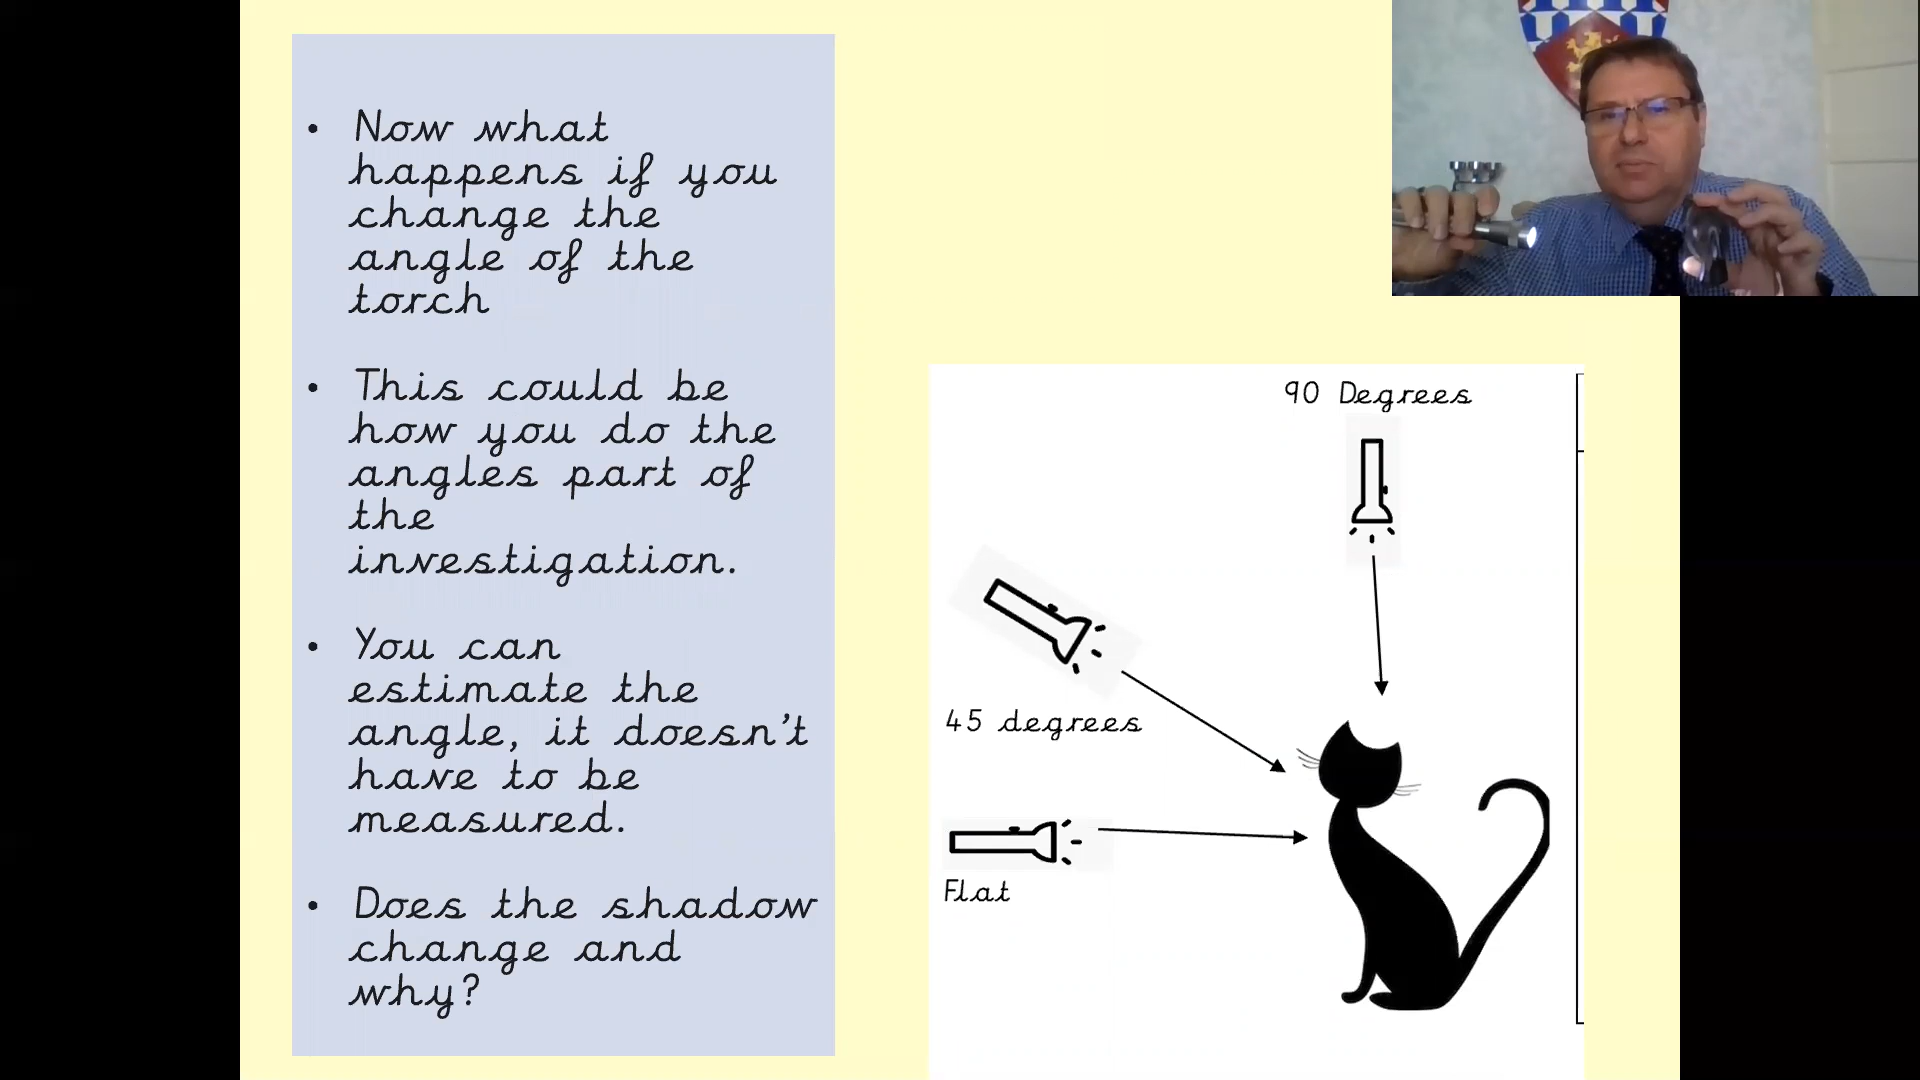 • Now what
happens if you
change the
angle of the
torch
• This could be
how you do the
angles part of
the
investigation.
• You can
estimate the
angle, it doesn't
have to be
measured.
• Does the shadow
change and
why?
90 Degrees
45 degrees
Flat